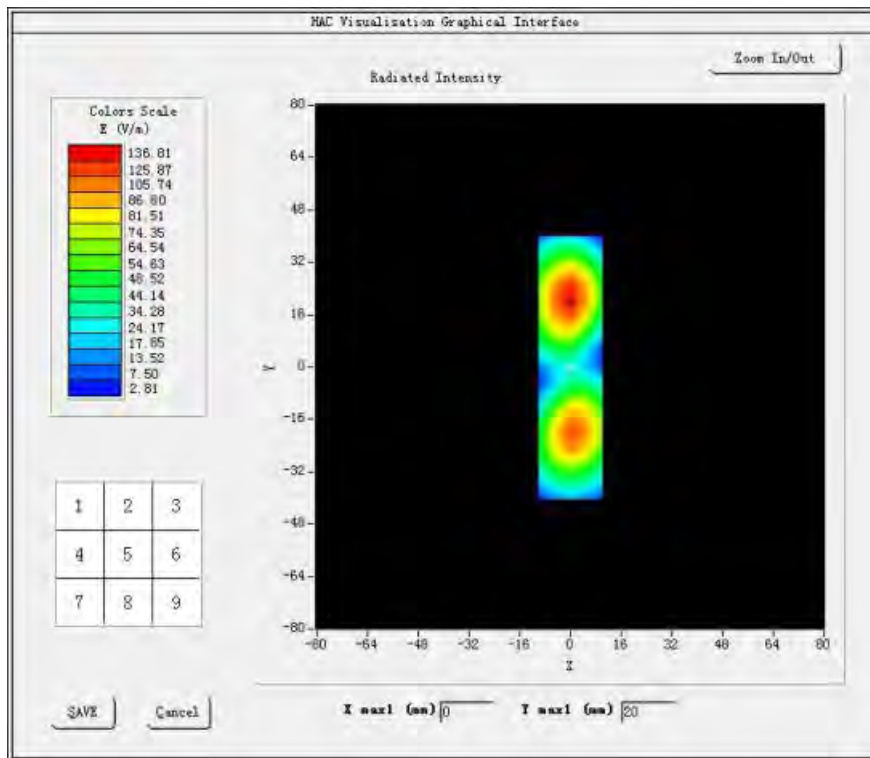 HAC Visualization Graphical Interface
Zoom In/Out
Radiated Intensity
Colors Scale
E (V/m)
136.81
125.87
105.74
86.80
81.51
74.35
64.54
54.63
48.52
44.14
34.28
24.17
17.85
13.52
7.50
2.81
80
64
48
32
16
0
-16
-32
-48
-64
-80
Y
-80 -64 -48 -32 -16 0 16 32 48 64 80
X
1 2 3
4 5 6
7 8 9
SAVE Cancel
X max1 (mm) 0 Y max1 (mm) 20